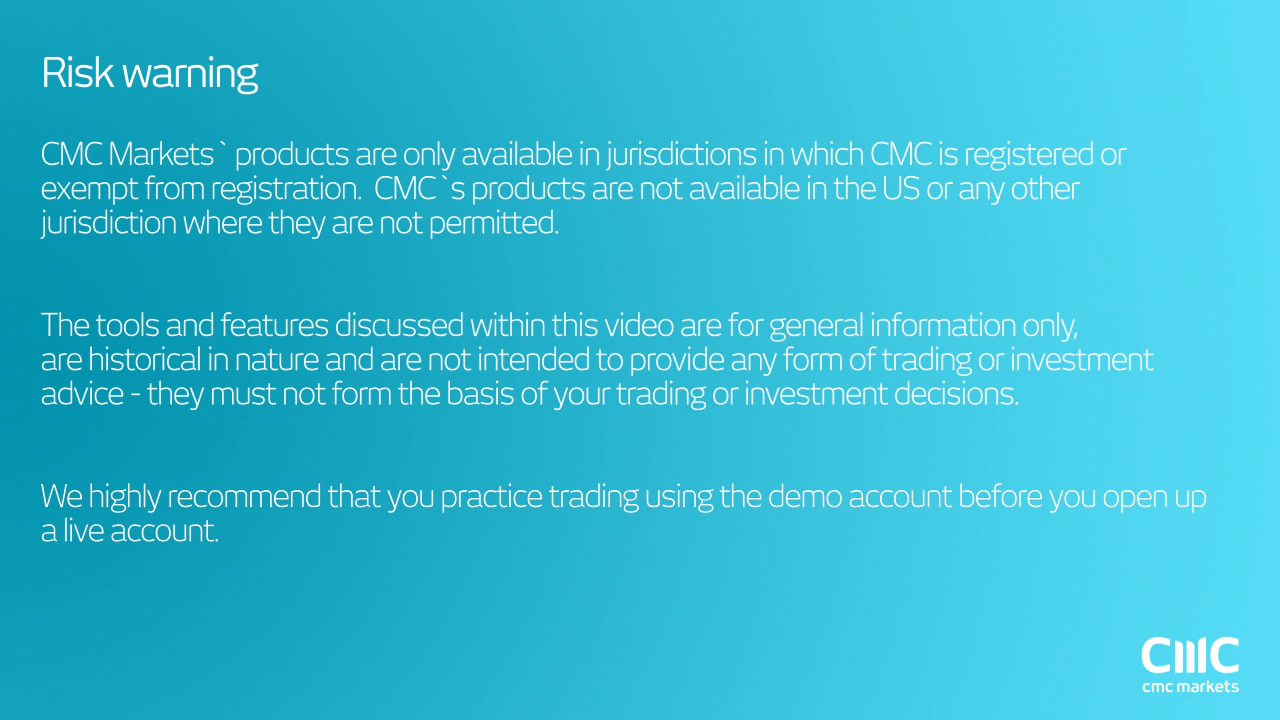 Risk warning
CMC Markets` products are only available in jurisdictions in which CMC is registered or
exempt from registration.  CMC`s products are not available in the US or any other
jurisdiction where they are not permitted.
The tools and features discussed within this video are for general information only,
are historical in nature and are not intended to provide any form of trading or investment
advice - they must not form the basis of your trading or investment decisions.
We highly recommend that you practice trading using the demo account before you open up
a live account.
CMC
cmc markets